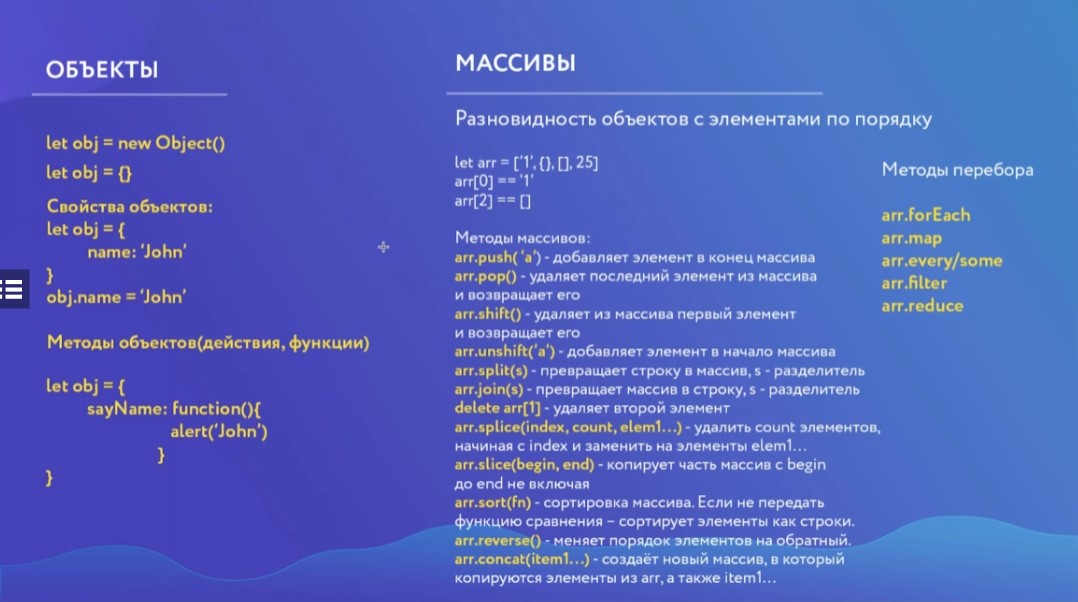 ОБЪЕКТЫ
let obj = new Object()
let obj = {}
Свойства объектов:
let obj = {
name: ‘John’
}
obj.name = ‘John’
Методы объектов(действия, функции)
let obj = {
sayName: function(){
alert(‘John’)
}
}
МАССИВЫ
Разновидность объектов с элементами по порядку
let arr = [‘1’, {}, [], 25]
arr[0] == ‘1’
arr[2] == []
Методы массивов:
arr.push( ‘a’) - добавляет элемент в конец массива
arr.pop() - удаляет последний элемент из массива
и возвращает его
arr.shift() - удаляет из массива первый элемент
и возвращает его
arr.unshift(‘a’) - добавляет элемент в начало массива
arr.split(s) - превращает строку в массив, s - разделитель
arr.join(s) - превращает массив в строку, s - разделитель
delete arr[1] - удаляет второй элемент
arr.splice(index, count, elem1...) - удалить count элементов,
начиная с index и заменить на элементы elem1...
arr.slice(begin, end) - копирует часть массив с begin
до end не включая
arr.sort(fn) - сортировка массива. Если не передать
функцию сравнения – сортирует элементы как строки.
arr.reverse() - меняет порядок элементов на обратный.
arr.concat(item1...) - создаёт новый массив, в который
копируются элементы из arr, а также item1...
Методы перебора
arr.forEach
arr.map
arr.every/some
arr.filter
arr.reduce